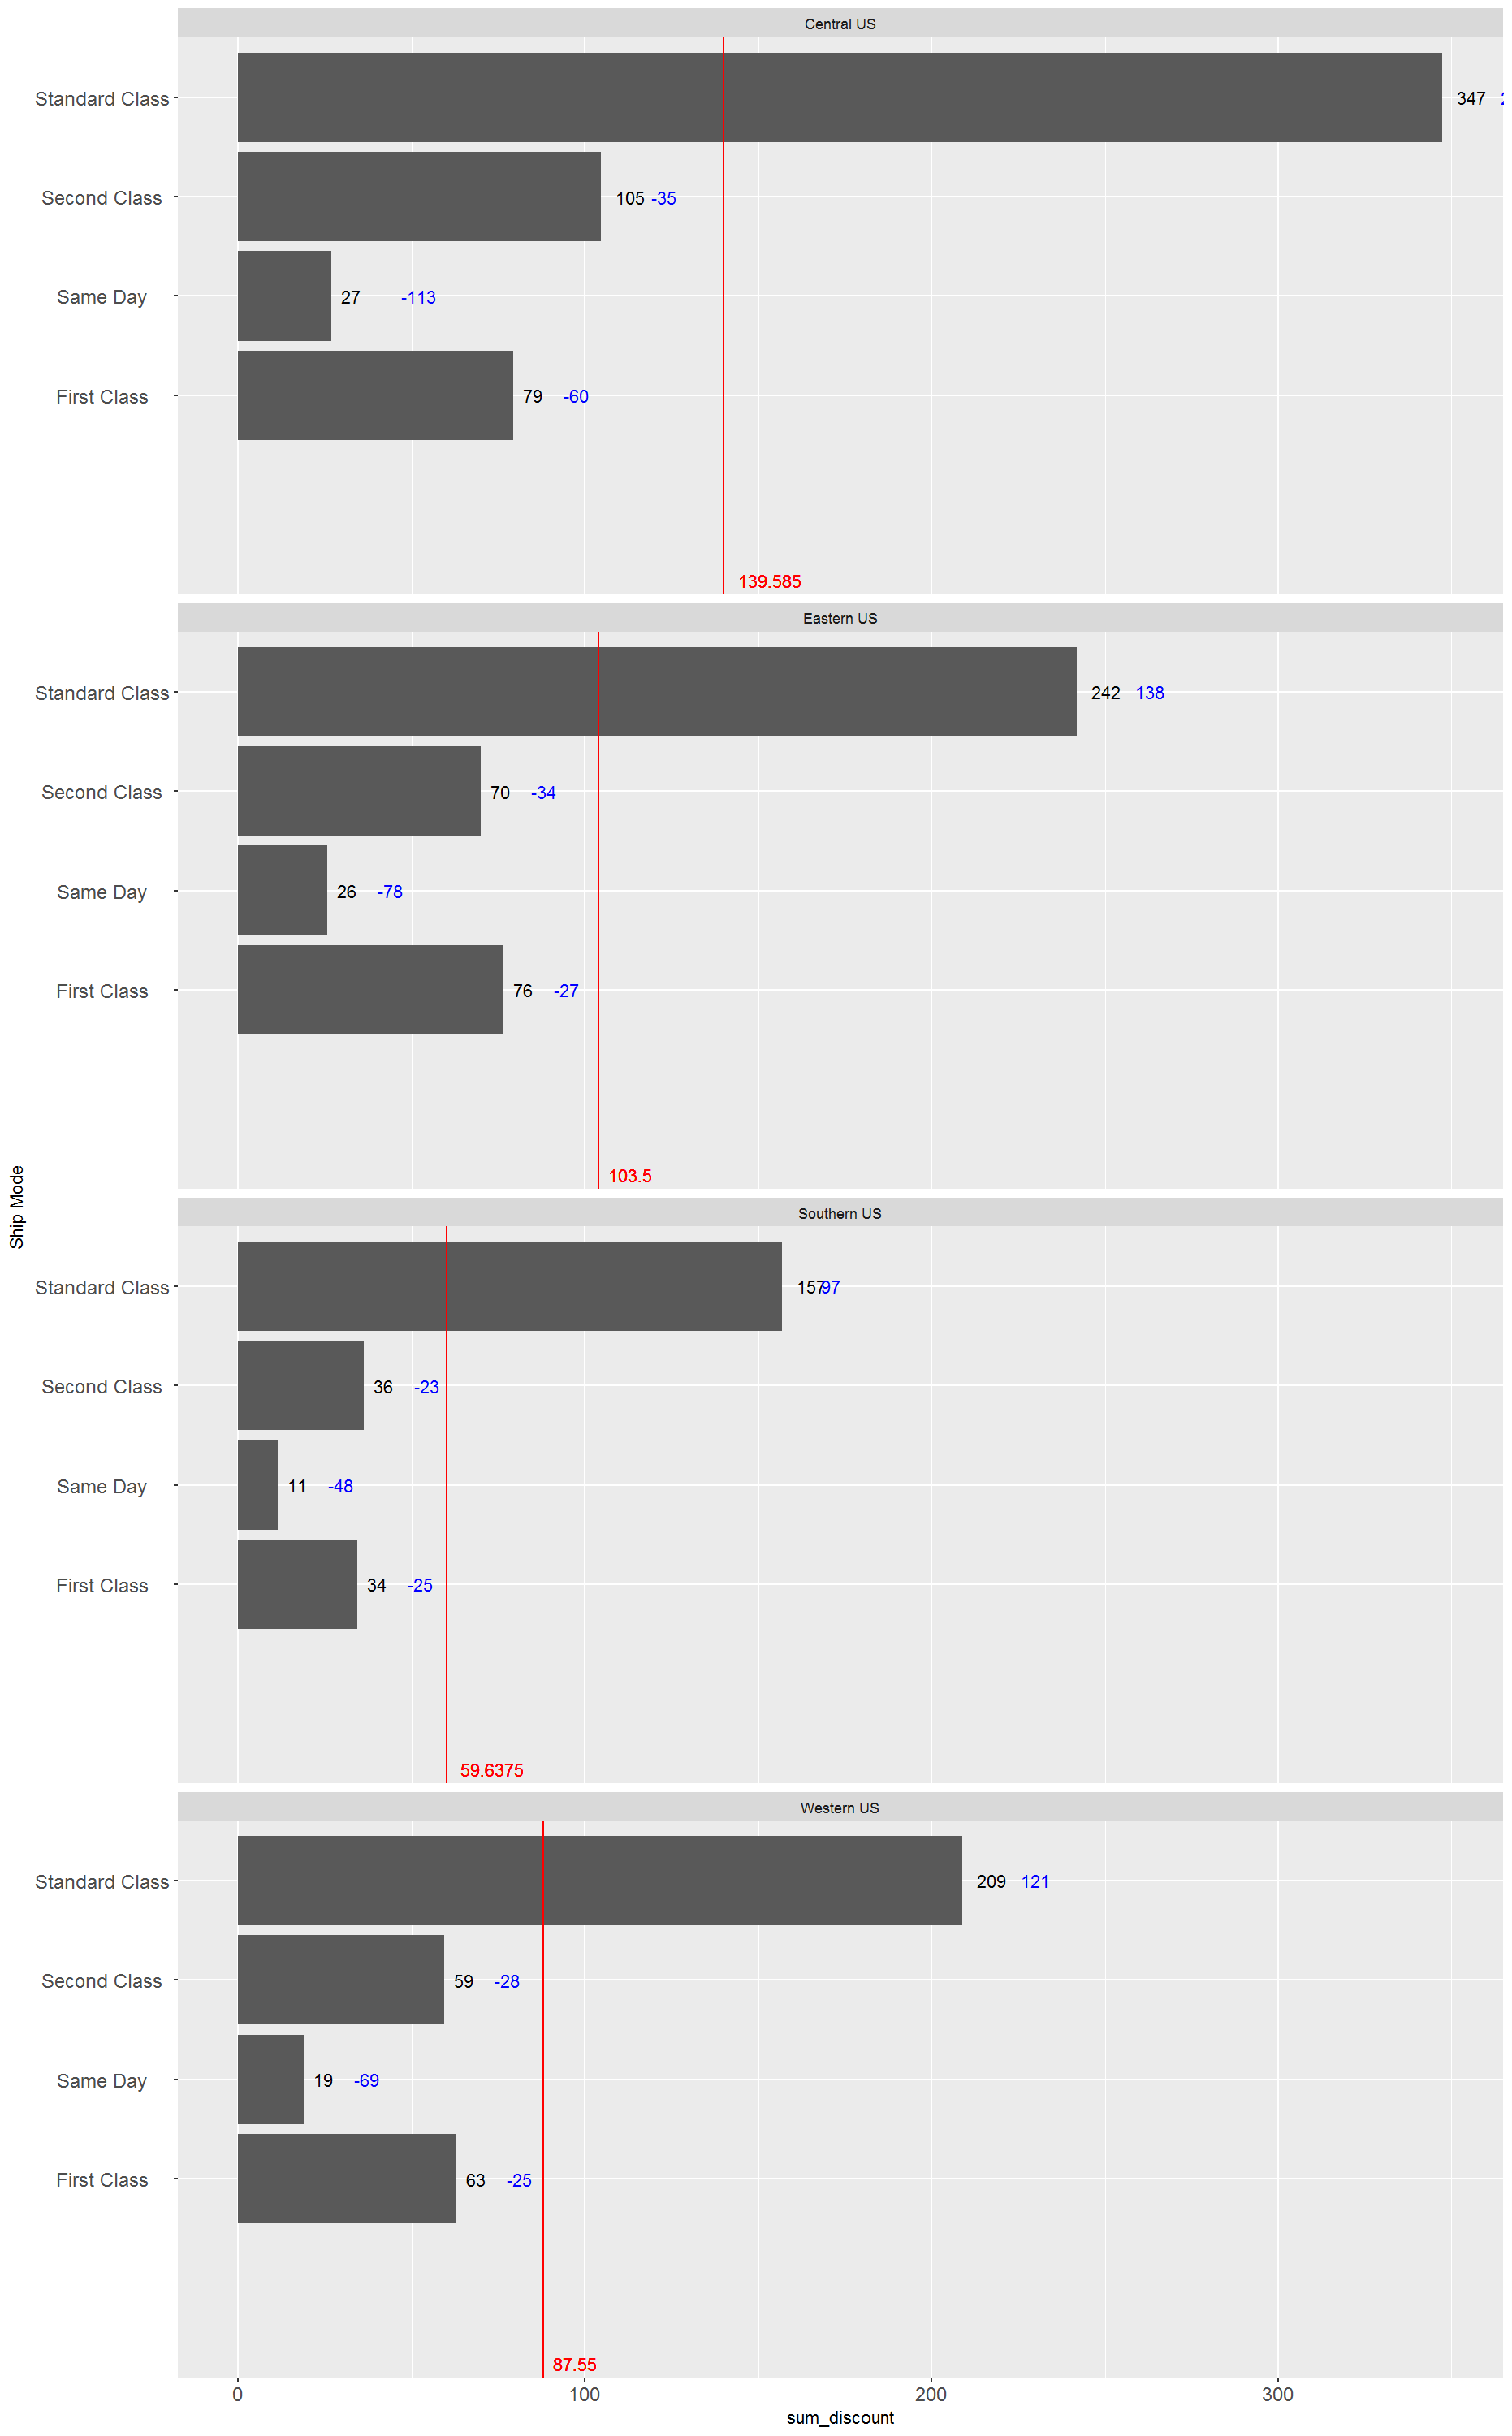 Central US
Standard Class 347 2
Second Class 105 -35
Same Day 27 -113
First Class 79 -60
139.585
Eastern US
Standard Class 242 138
Second Class 70 -34
Same Day 26 -78
First Class 76 -27
103.5
Ship Mode
Southern US
Standard Class 157 97
Second Class 36 -23
Same Day 11 -48
First Class 34 -25
59.6375
Western US
Standard Class 209 121
Second Class 59 -28
Same Day 19 -69
First Class 63 -25
87.55
0 100 200 300
sum_discount